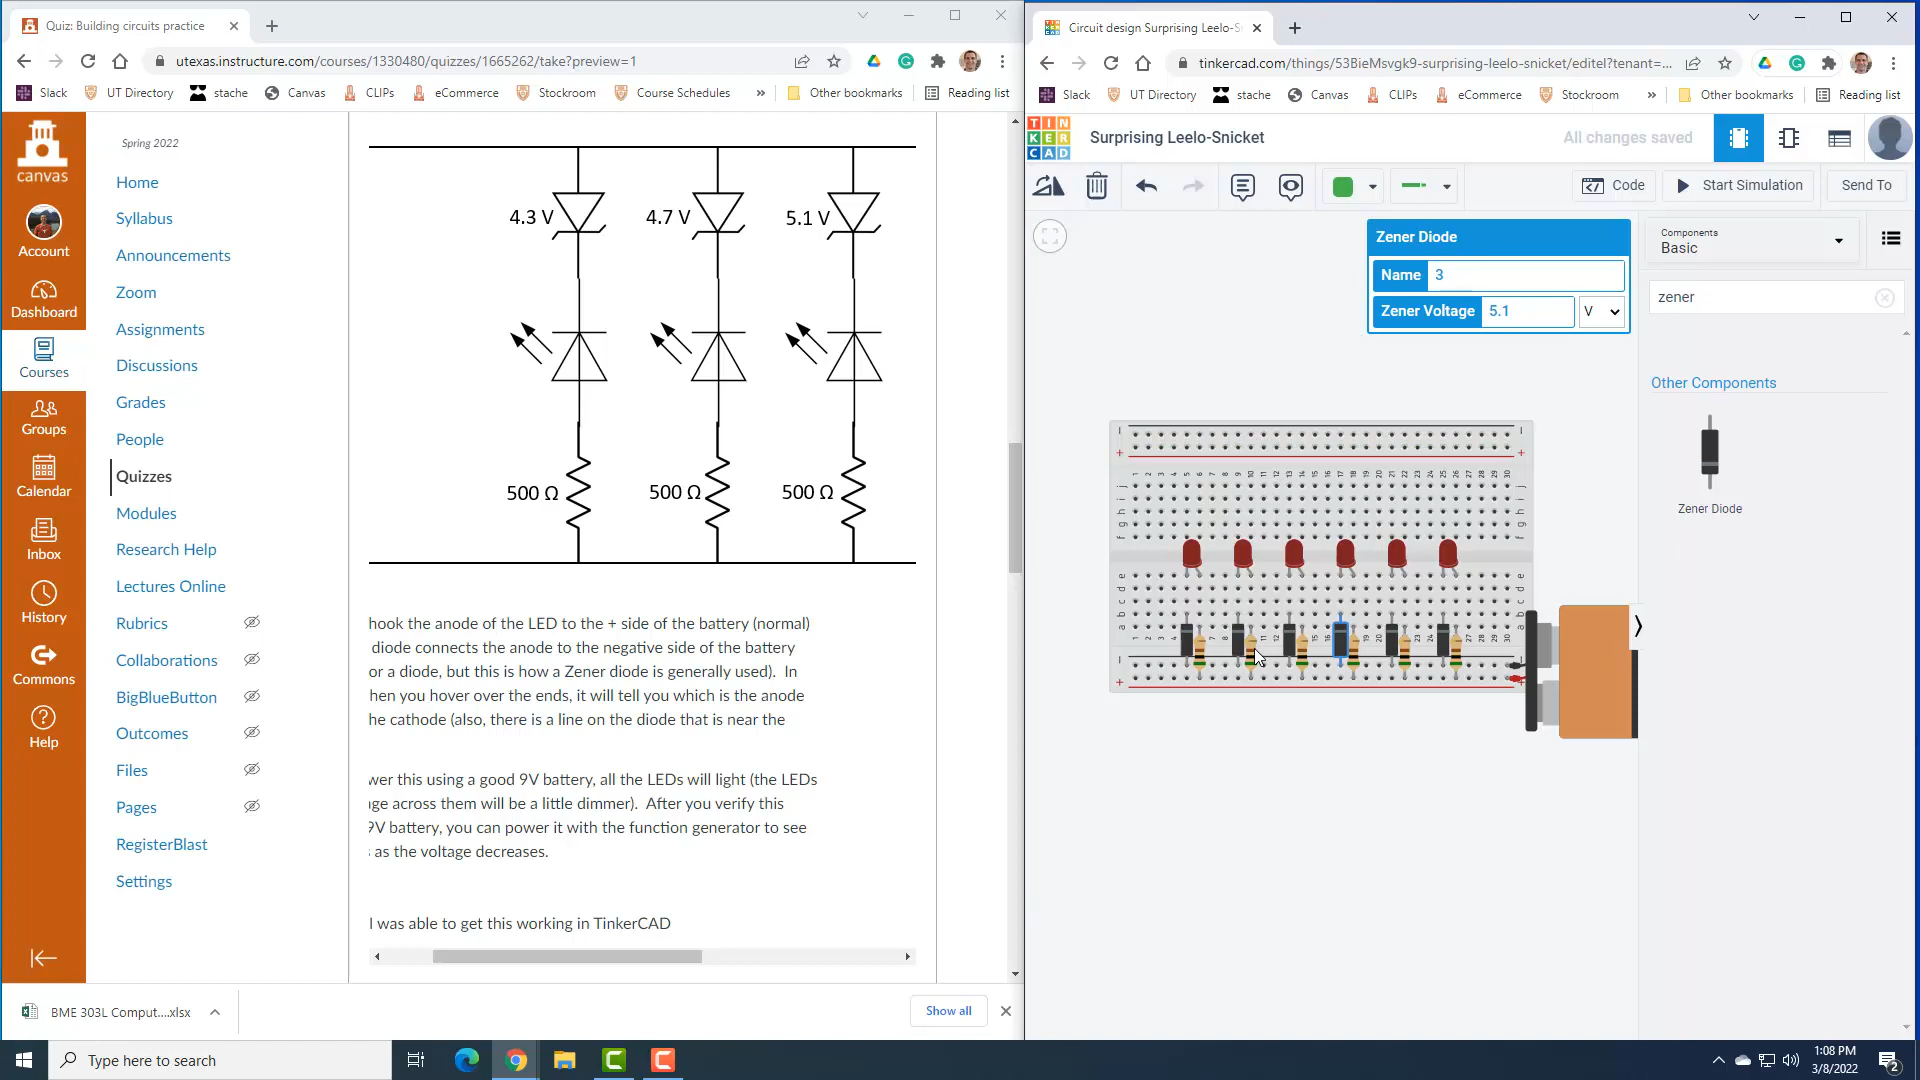 Quiz: Building circuits practice
utexas.instructure.com/courses/1330480/quizzes/1665262/take?preview=1
Slack
UT Directory
stache
Canvas
CLIPs
eCommerce
Stockroom
Course Schedules
»
Other bookmarks
Reading list
canvas
Account
Dashboard
Courses
Groups
Calendar
Inbox
History
Commons
Help
Spring 2022
Home
Syllabus
Announcements
Zoom
Assignments
Discussions
Grades
People
Quizzes
Modules
Research Help
Lectures Online
Rubrics
Collaborations
BigBlueButton
Outcomes
Files
Pages
RegisterBlast
Settings
4.3 V
4.7 V
5.1 V
500 Ω
500 Ω
500 Ω
hook the anode of the LED to the + side of the battery (normal)
diode connects the anode to the negative side of the battery
or a diode, but this is how a Zener diode is generally used). In
hen you hover over the ends, it will tell you which is the anode
he cathode (also, there is a line on the diode that is near the
wer this using a good 9V battery, all the LEDs will light (the LEDs
ge across them will be a little dimmer). After you verify this
9V battery, you can power it with the function generator to see
as the voltage decreases.
I was able to get this working in TinkerCAD
BME 303L Comput....xlsx
Show all
Circuit design Surprising Leelo-S
tinkercad.com/things/53BieMsvgk9-surprising-leelo-snicket/editel?tenant=...
Slack
UT Directory
stache
Canvas
CLIPs
eCommerce
Stockroom
»
Other bookmarks
Reading list
TIN
KER
CAD
Surprising Leelo-Snicket
All changes saved
Code
Start Simulation
Send To
Zener Diode
Name 3
Zener Voltage 5.1 V
Components
Basic
zener
Other Components
Zener Diode
Type here to search
1:08 PM
3/8/2022
2